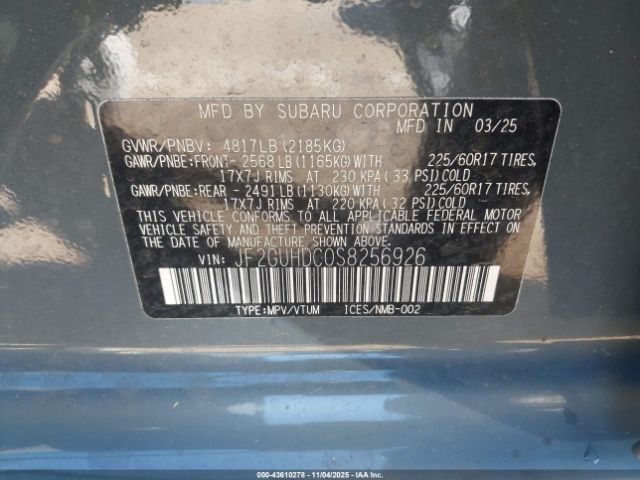 MFD BY SUBARU CORPORATION
MFD IN 03/25
GVWR/PNBV: 4817LB(2185KG)
GAWR/PNBE:FRONT- 2568LB(1165KG)WITH 225/60R17 TIRES,
17X7J RIMS AT 230 KPA(33 PSI)COLD
GAWR/PNBE:REAR - 2491LB(1130KG)WITH 225/60R17 TIRES,
17X7J RIMS AT 220 KPA(32 PSI)COLD
THIS VEHICLE CONFORMS TO ALL APPLICABLE FEDERAL MOTOR
VEHICLE SAFETY AND THEFT PREVENTION STANDARDS IN EFFECT ON
THE DATE OF MANUFACTURE SHOWN ABOVE.
VIN: JF2GUHDC0S8256926
TYPE:MPV/VTUM ICES/NMB-002
000-43610278 - 11/04/2025 - IAA Inc.